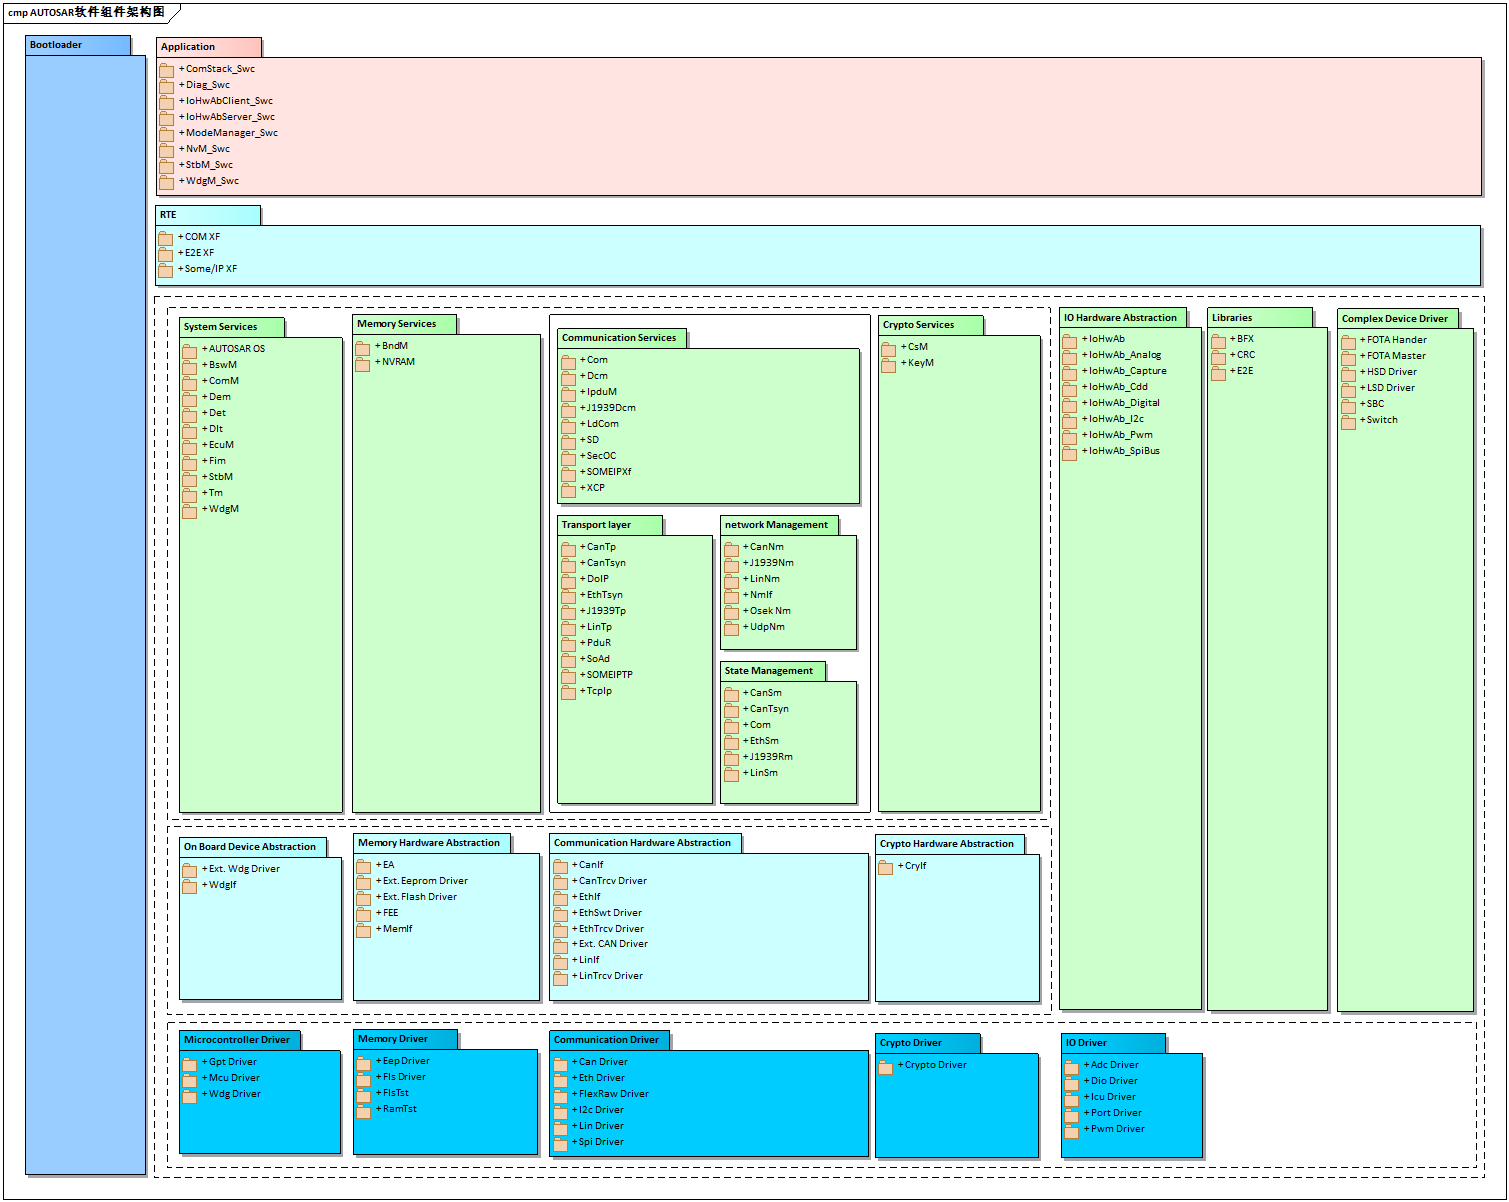 cmp AUTOSAR软件组件架构图
Bootloader
Application
+ ComStack_Swc
+ Diag_Swc
+ IoHwAbClient_Swc
+ IoHwAbServer_Swc
+ ModeManager_Swc
+ NvM_Swc
+ StbM_Swc
+ WdgM_Swc
RTE
+ COM XF
+ E2E XF
+ Some/IP XF
System Services
+ AUTOSAR OS
+ BswM
+ ComM
+ Dem
+ Det
+ Dlt
+ EcuM
+ Fim
+ StbM
+ Tm
+ WdgM
Memory Services
+ BndM
+ NVRAM
Communication Services
+ Com
+ Dcm
+ IpduM
+ J1939Dcm
+ LdCom
+ SD
+ SecOC
+ SOMEIPXf
+ XCP
Transport layer
+ CanTp
+ CanTsyn
+ DoIP
+ EthTsyn
+ J1939Tp
+ LinTp
+ PduR
+ SoAd
+ SOMEIPTP
+ TcpIp
network Management
+ CanNm
+ J1939Nm
+ LinNm
+ NmIf
+ Osek Nm
+ UdpNm
State Management
+ CanSm
+ CanTsyn
+ Com
+ EthSm
+ J1939Rm
+ LinSm
Crypto Services
+ CsM
+ KeyM
IO Hardware Abstraction
+ IoHwAb
+ IoHwAb_Analog
+ IoHwAb_Capture
+ IoHwAb_Cdd
+ IoHwAb_Digital
+ IoHwAb_I2c
+ IoHwAb_Pwm
+ IoHwAb_SpiBus
Libraries
+ BFX
+ CRC
+ E2E
Complex Device Driver
+ FOTA Hander
+ FOTA Master
+ HSD Driver
+ LSD Driver
+ SBC
+ Switch
On Board Device Abstraction
+ Ext. Wdg Driver
+ WdgIf
Memory Hardware Abstraction
+ EA
+ Ext. Eeprom Driver
+ Ext. Flash Driver
+ FEE
+ MemIf
Communication Hardware Abstraction
+ CanIf
+ CanTrcv Driver
+ EthIf
+ EthSwt Driver
+ EthTrcv Driver
+ Ext. CAN Driver
+ LinIf
+ LinTrcv Driver
Crypto Hardware Abstraction
+ CryIf
Microcontroller Driver
+ Gpt Driver
+ Mcu Driver
+ Wdg Driver
Memory Driver
+ Eep Driver
+ Fls Driver
+ FlsTst
+ RamTst
Communication Driver
+ Can Driver
+ Eth Driver
+ FlexRaw Driver
+ I2c Driver
+ Lin Driver
+ Spi Driver
Crypto Driver
+ Crypto Driver
IO Driver
+ Adc Driver
+ Dio Driver
+ Icu Driver
+ Port Driver
+ Pwm Driver